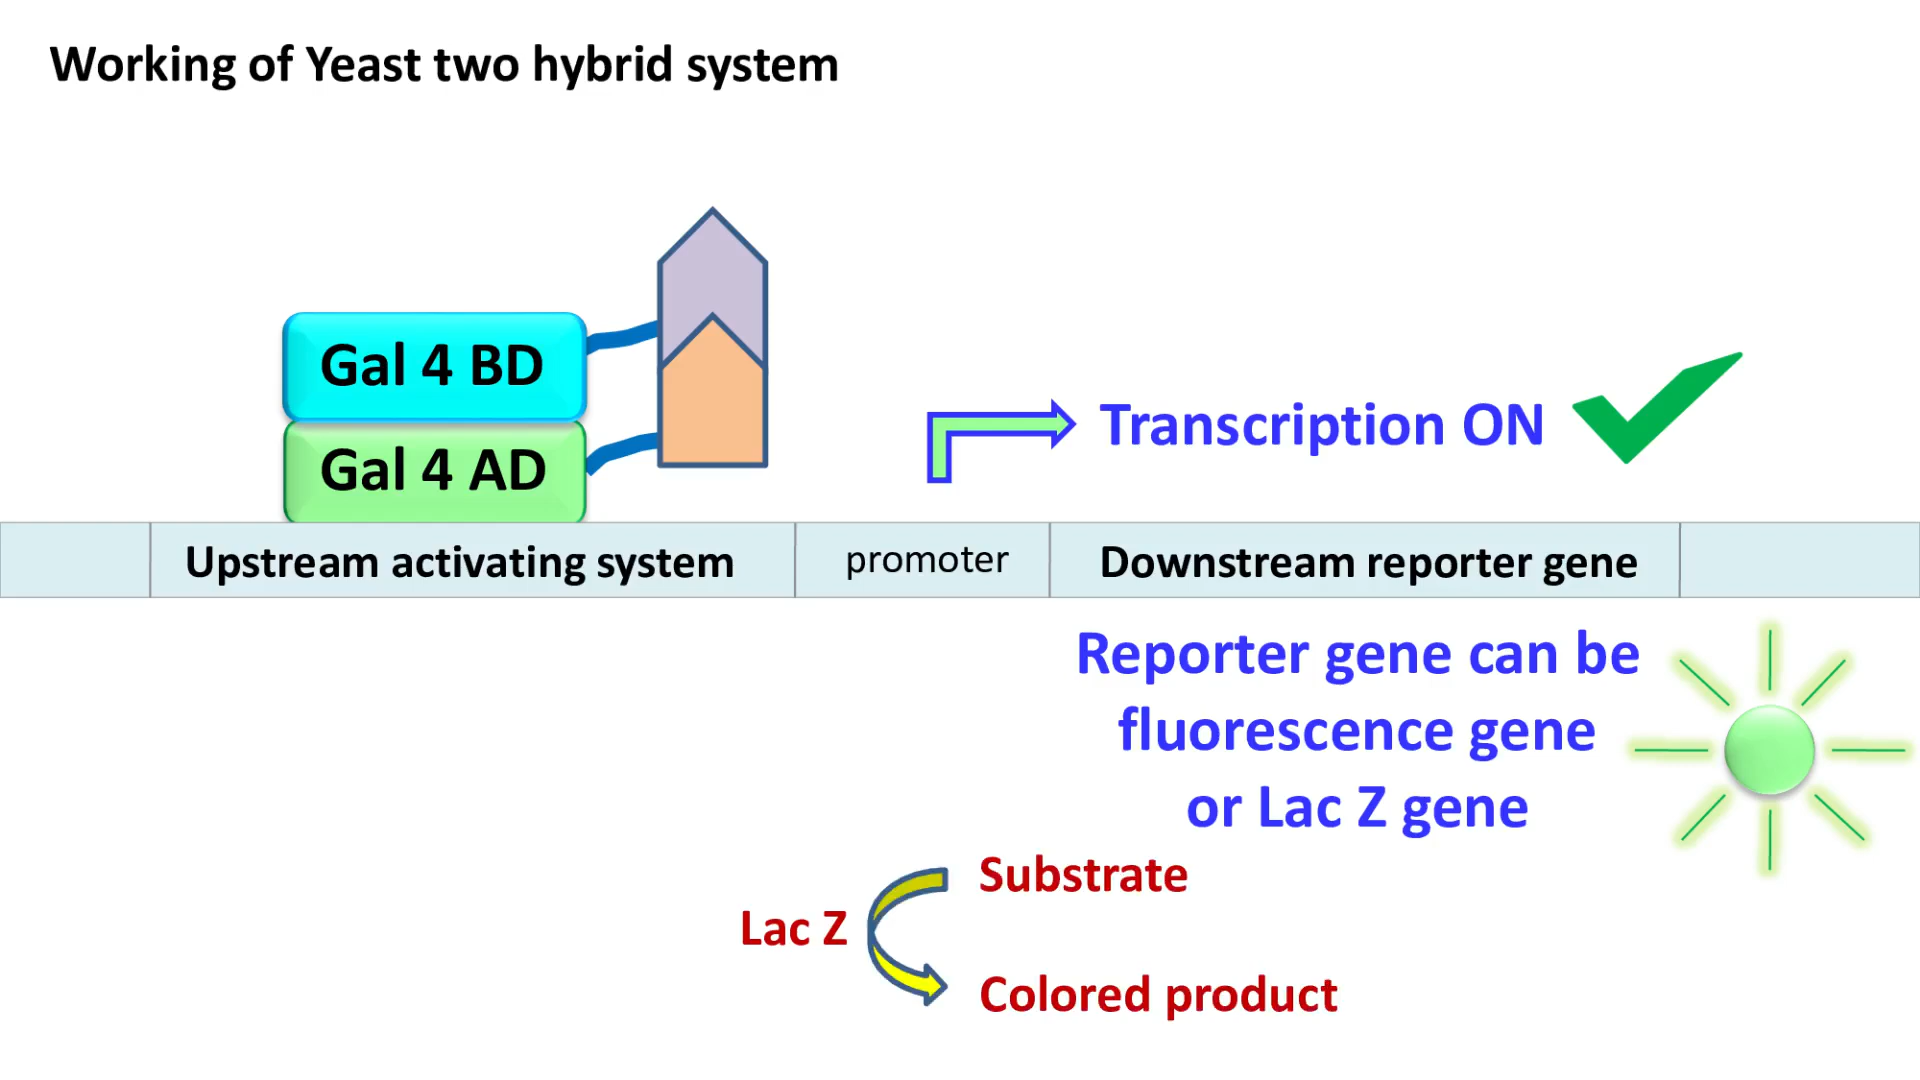 Working of Yeast two hybrid system
Gal 4 BD
Gal 4 AD
Transcription ON
Upstream activating system
promoter
Downstream reporter gene
Reporter gene can be
fluorescence gene
or Lac Z gene
Substrate
Lac Z
Colored product